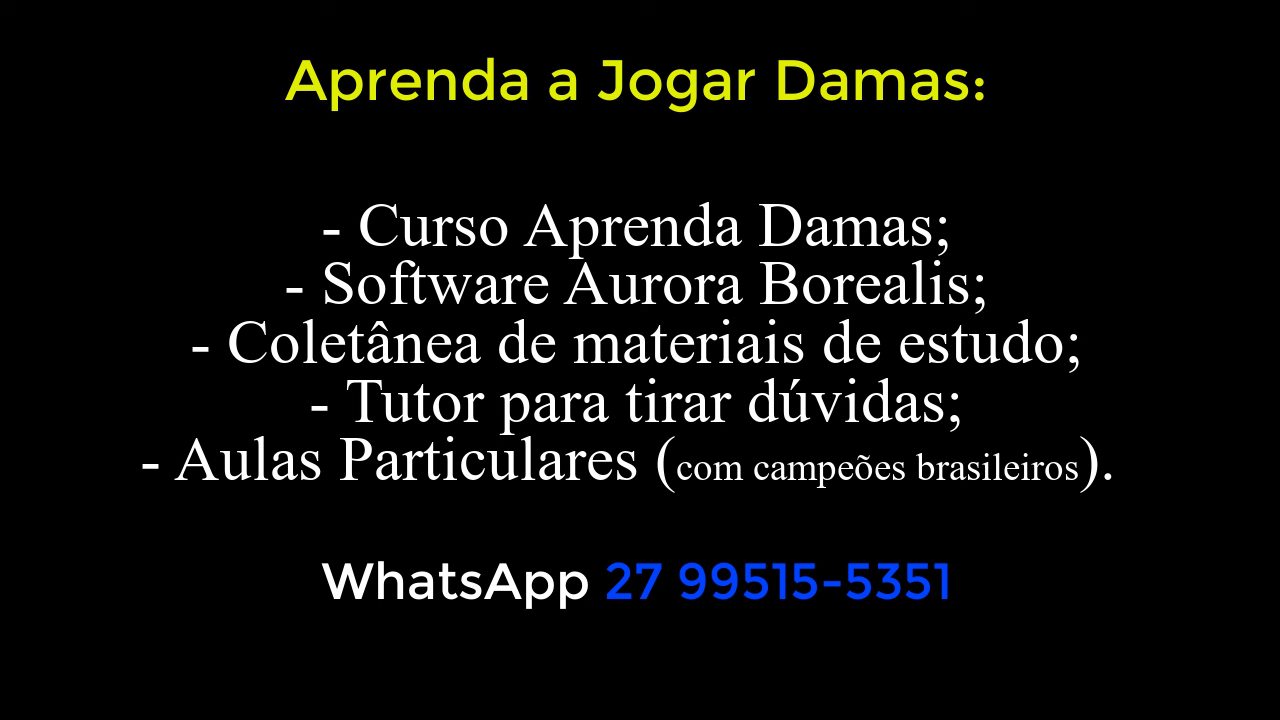 Aprenda a Jogar Damas:
- Curso Aprenda Damas;
- Software Aurora Borealis;
- Coletânea de materiais de estudo;
- Tutor para tirar dúvidas;
- Aulas Particulares (com campeões brasileiros).
WhatsApp 27 99515-5351